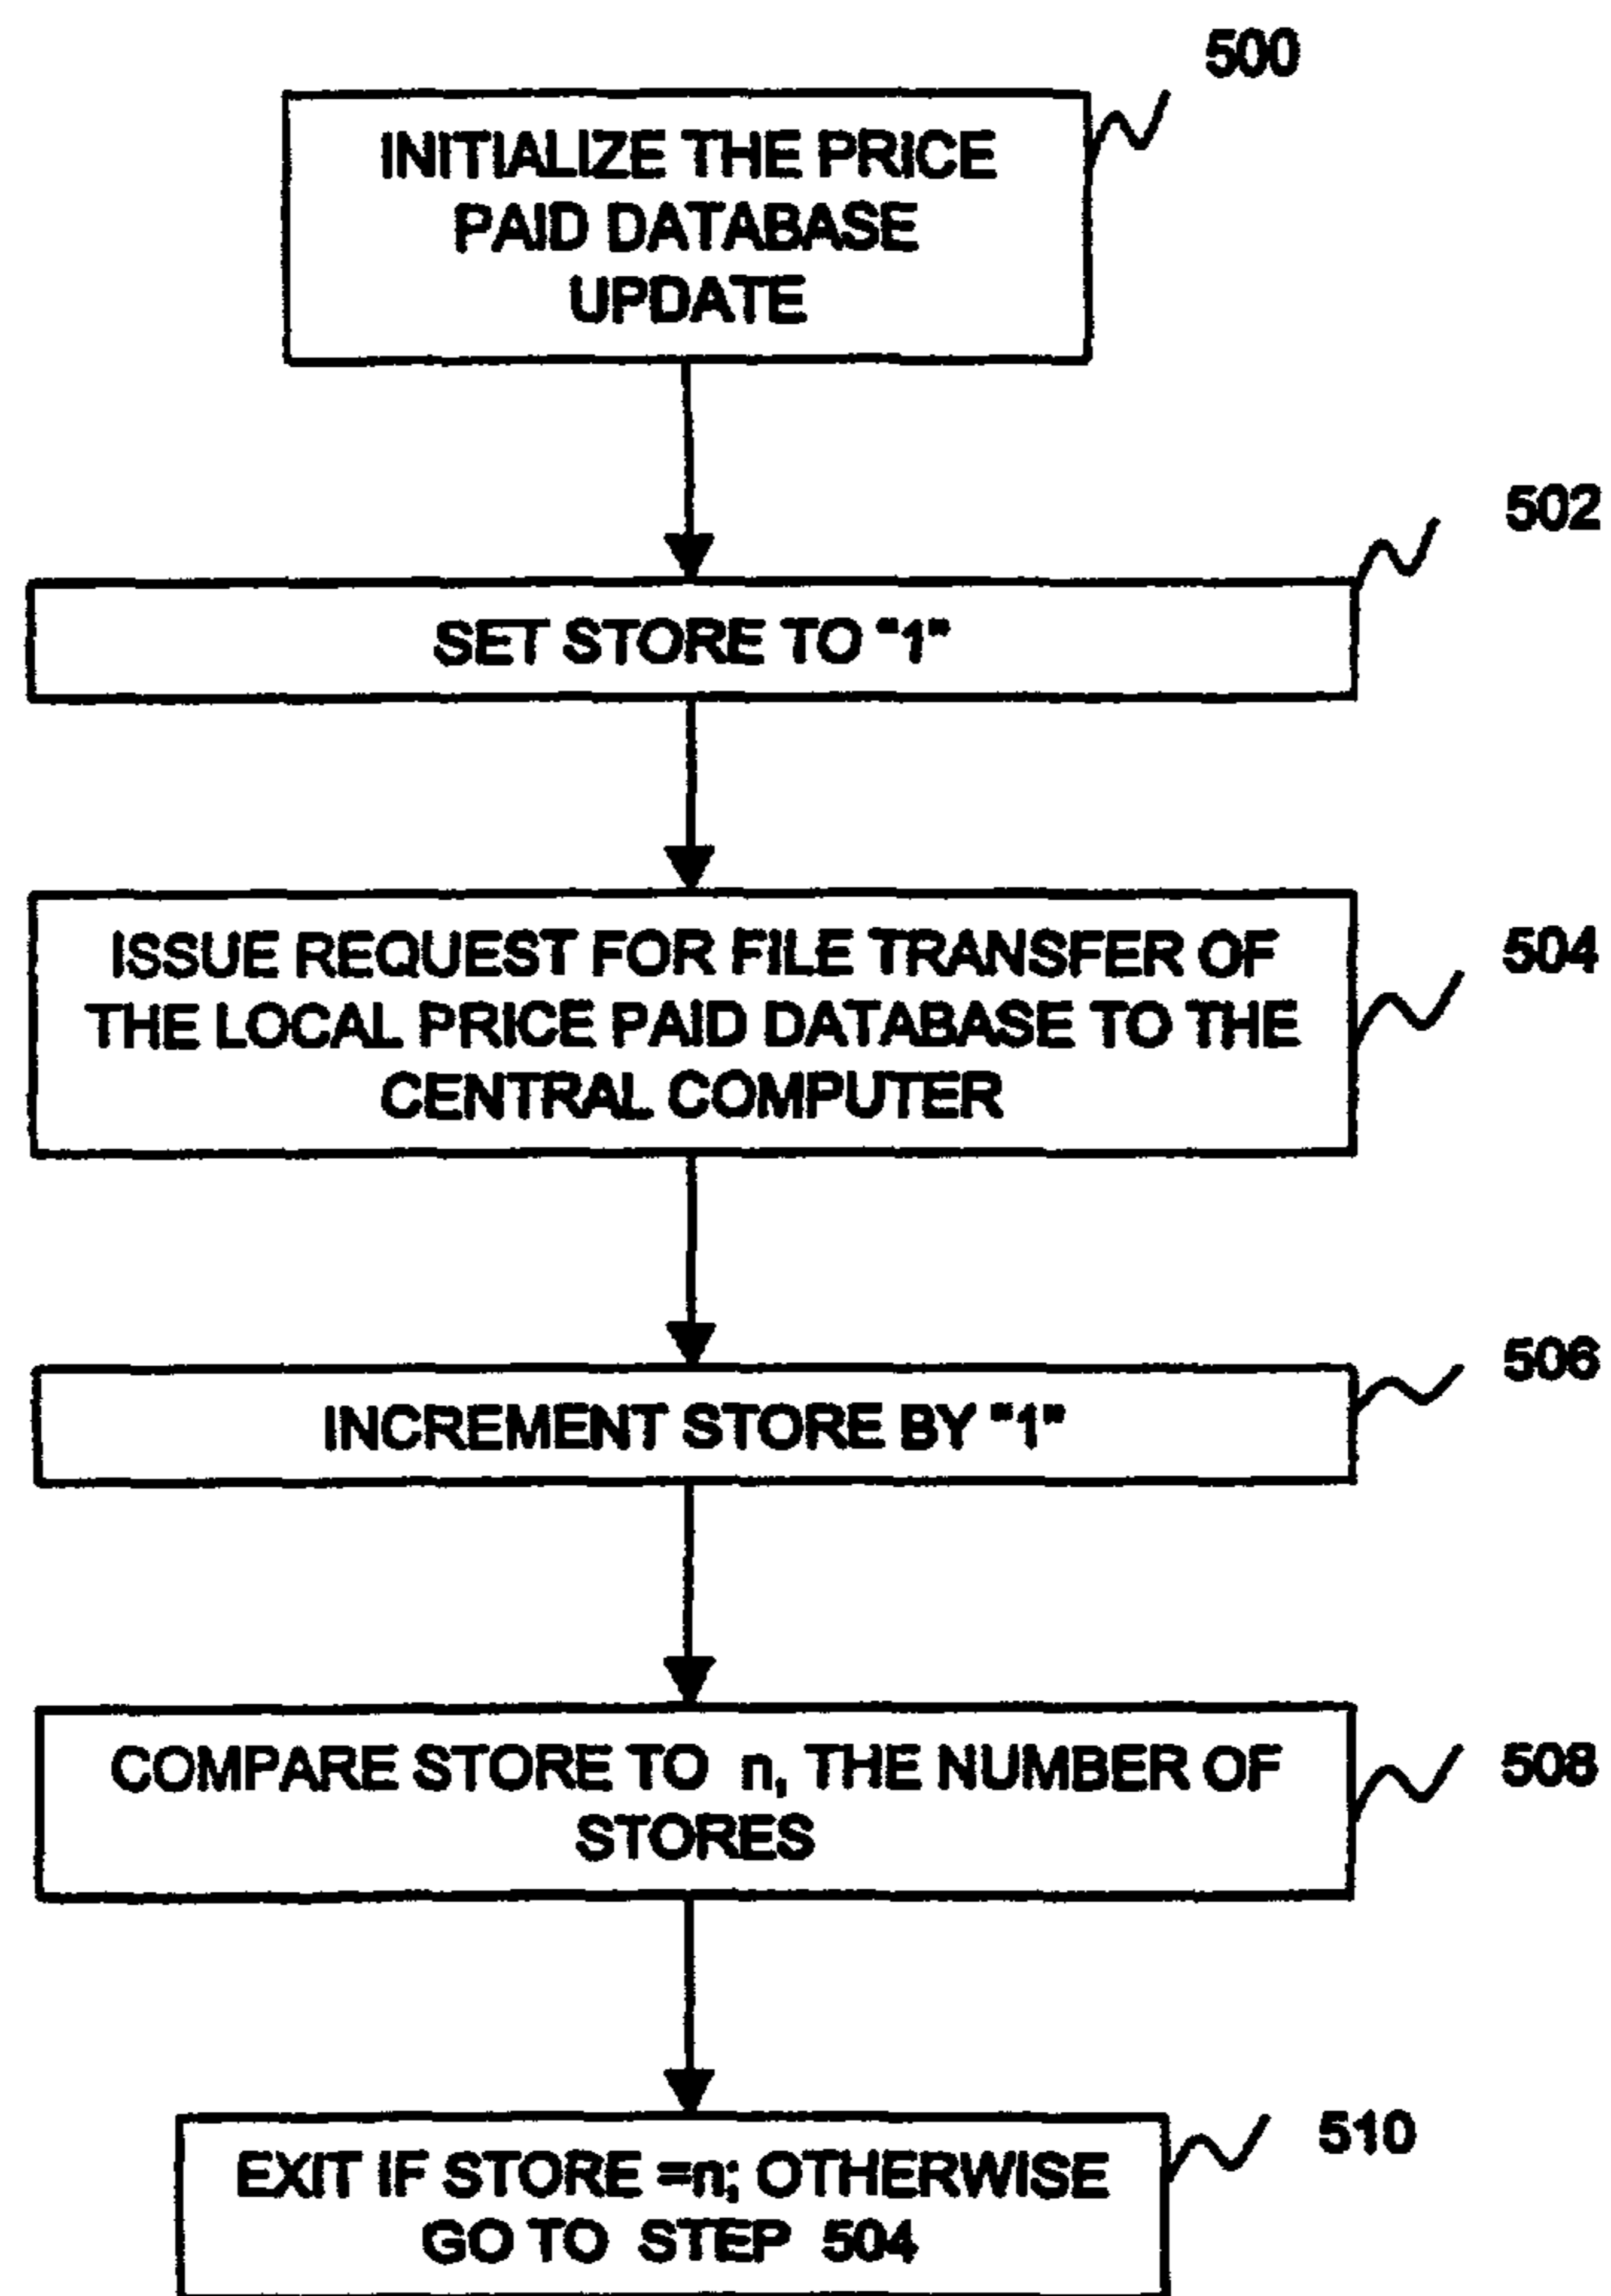 500
INITIALIZE THE PRICE
PAID DATABASE
UPDATE
502
SET STORE TO "1"
504
ISSUE REQUEST FOR FILE TRANSFER OF
THE LOCAL PRICE PAID DATABASE TO THE
CENTRAL COMPUTER
506
INCREMENT STORE BY "1"
508
COMPARE STORE TO n, THE NUMBER OF
STORES
510
EXIT IF STORE =n; OTHERWISE
GO TO STEP 504